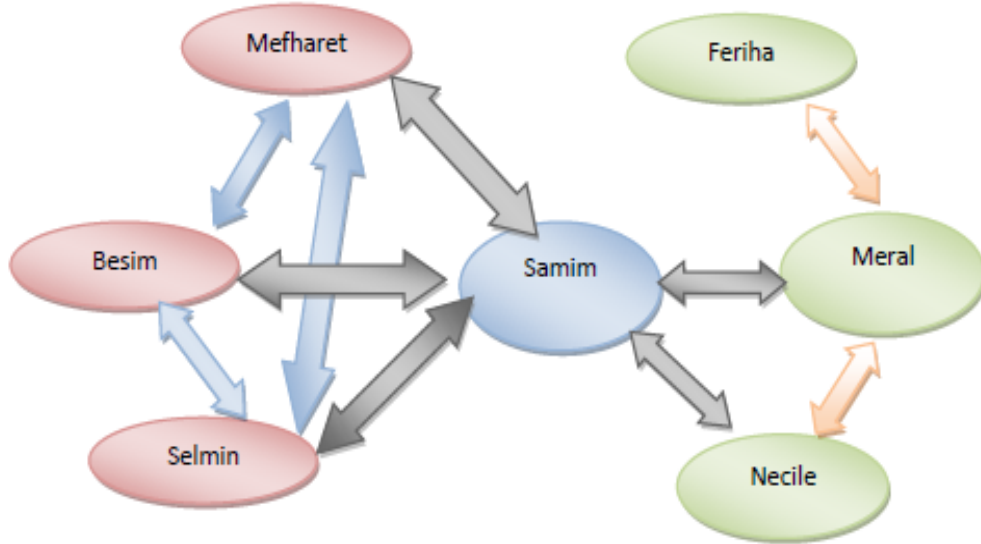 Mefharet
Feriha
Besim
Samim
Meral
Selmin
Necile